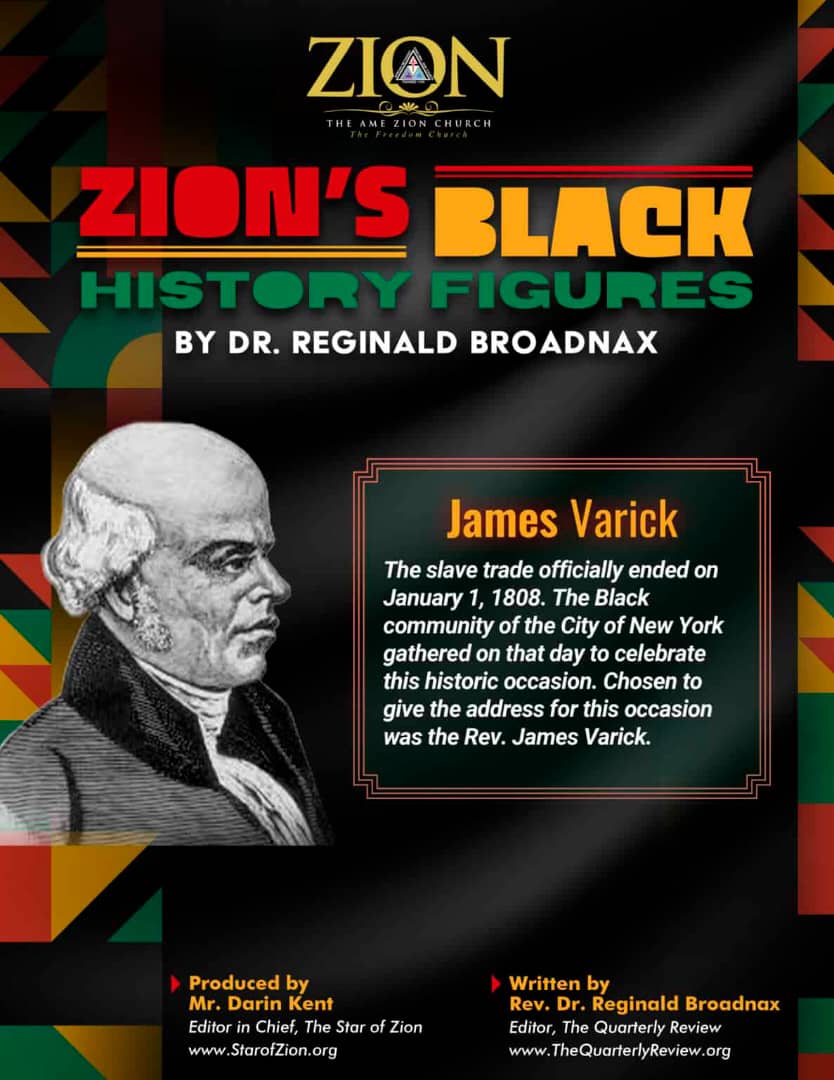 ZION
THE AME ZION CHURCH
The Freedom Church
ZION'S BLACK
HISTORY FIGURES
BY DR. REGINALD BROADNAX
James Varick
The slave trade officially ended on
January 1, 1808. The Black
community of the City of New York
gathered on that day to celebrate
this historic occasion. Chosen to
give the address for this occasion
was the Rev. James Varick.
Produced by
Mr. Darin Kent
Editor in Chief, The Star of Zion
www.StarofZion.org
Written by
Rev. Dr. Reginald Broadnax
Editor, The Quarterly Review
www.TheQuarterlyReview.org